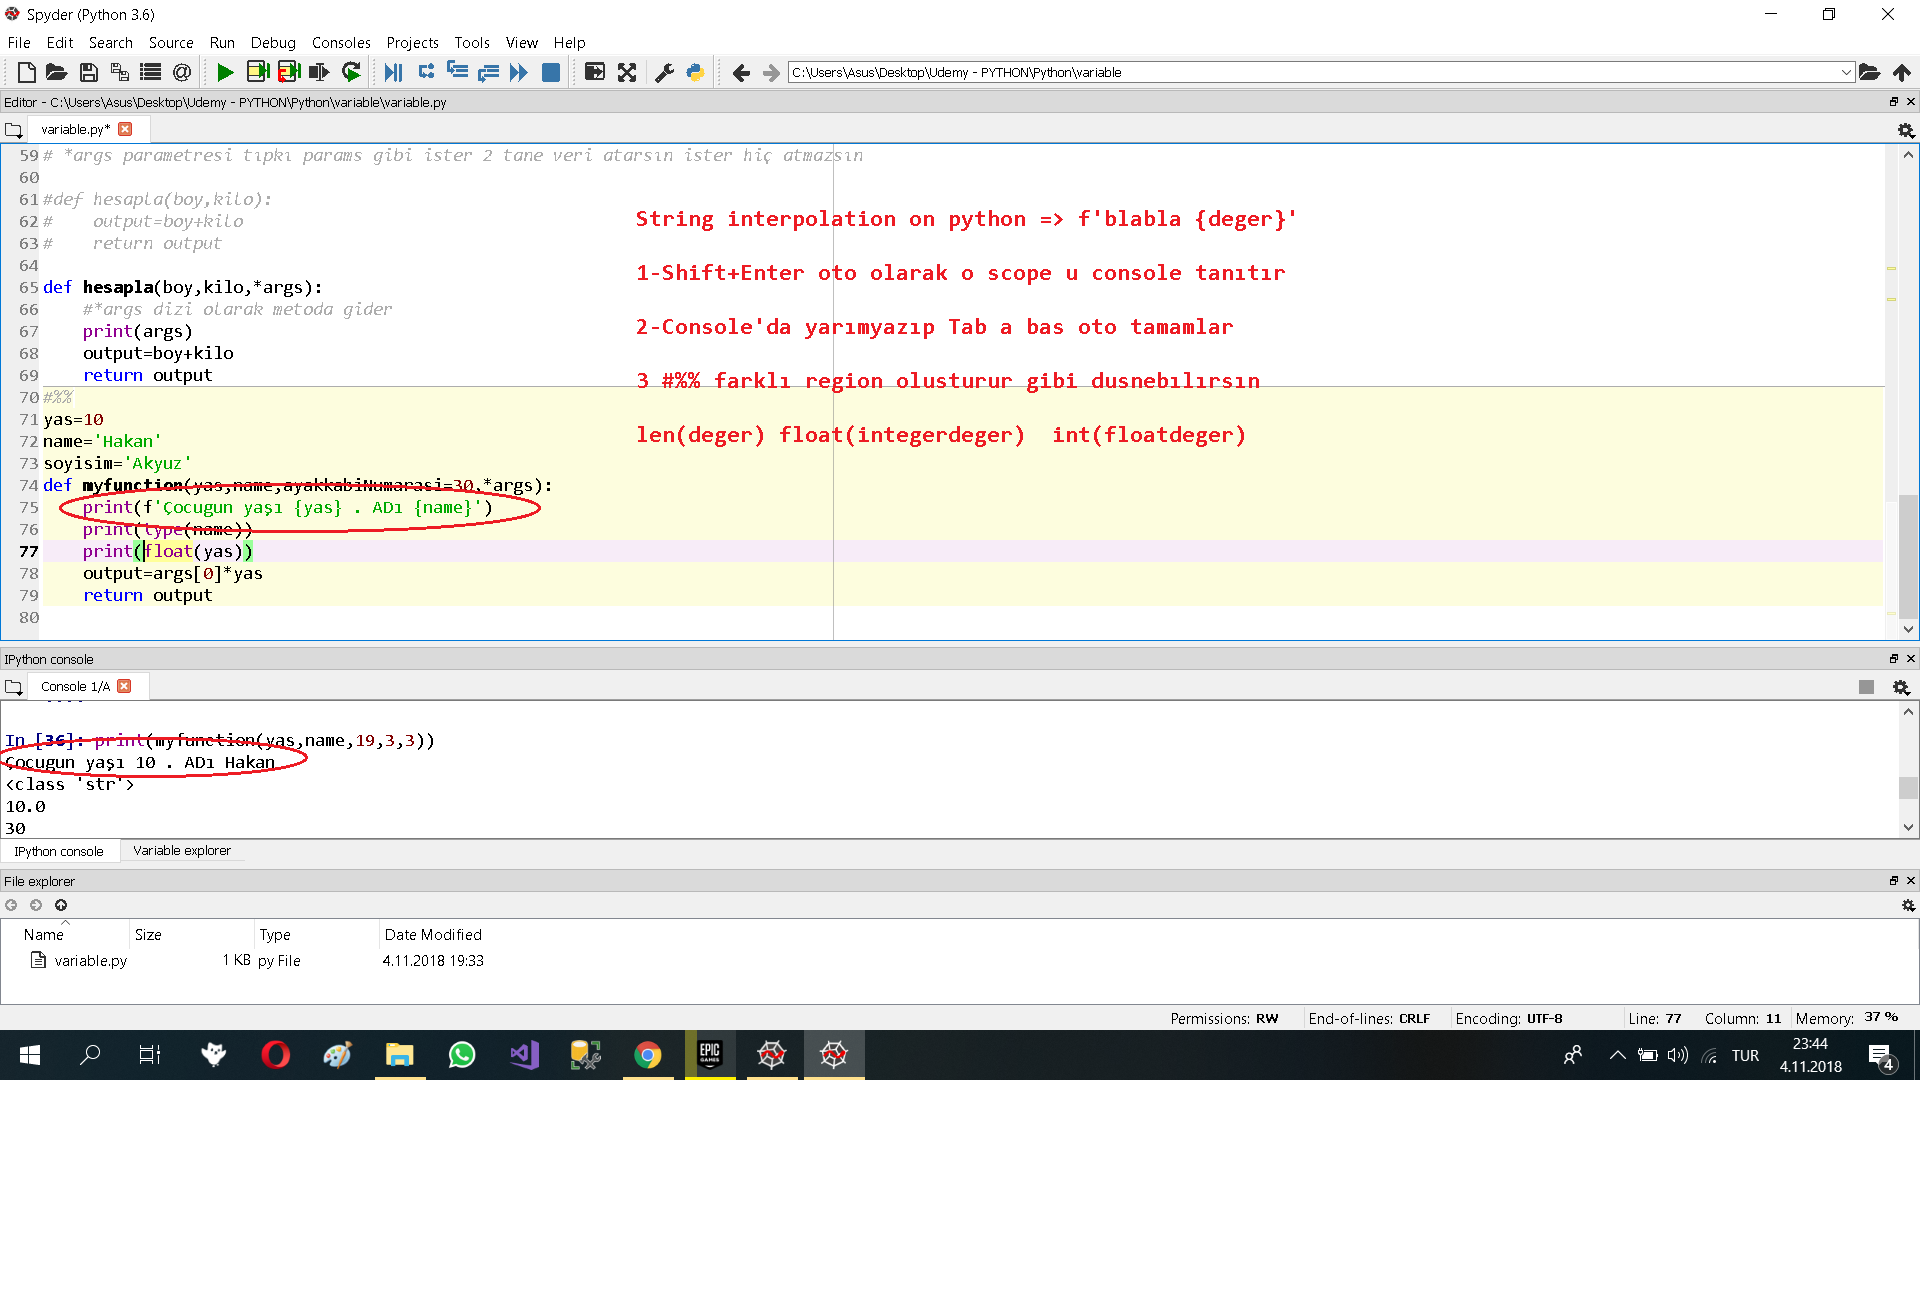 Spyder (Python 3.6)
File Edit Search Source Run Debug Consoles Projects Tools View Help
C:\Users\Asus\Desktop\Udemy - PYTHON\Python\variable
Editor - C:\Users\Asus\Desktop\Udemy - PYTHON\Python\variable\variable.py
variable.py*
59 # *args parametresi tıpkı params gibi ister 2 tane veri atarsın ister hiç atmazsın
60
61 #def hesapla(boy,kilo):
62 #    output=boy+kilo
63 #    return output
64
65 def hesapla(boy,kilo,*args):
66     #*args dizi olarak metoda gider
67     print(args)
68     output=boy+kilo
69     return output
70 #%%
71 yas=10
72 name='Hakan'
73 soyisim='Akyuz'
74 def myfunction(yas,name,ayakkabiNumarasi=30,*args):
75     print(f'Çocugun yaşı {yas} . ADı {name}')
76     print(type(name))
77     print(float(yas))
78     output=args[0]*yas
79     return output
80
String interpolation on python => f'blabla {deger}'
1-Shift+Enter oto olarak o scope u console tanıtır
2-Console'da yarımyazıp Tab a bas oto tamamlar
3 #%% farklı region olusturur gibi dusnebılırsın
len(deger) float(integerdeger)  int(floatdeger)
IPython console
Console 1/A
In [36]: print(myfunction(yas,name,19,3,3))
Çocugun yaşı 10 . ADı Hakan
<class 'str'>
10.0
30
IPython console Variable explorer
File explorer
Name Size Type Date Modified
variable.py 1 KB py File 4.11.2018 19:33
Permissions: RW End-of-lines: CRLF Encoding: UTF-8 Line: 77 Column: 11 Memory: 37 %
EPIC
GAMES
TUR
23:44
4.11.2018
4